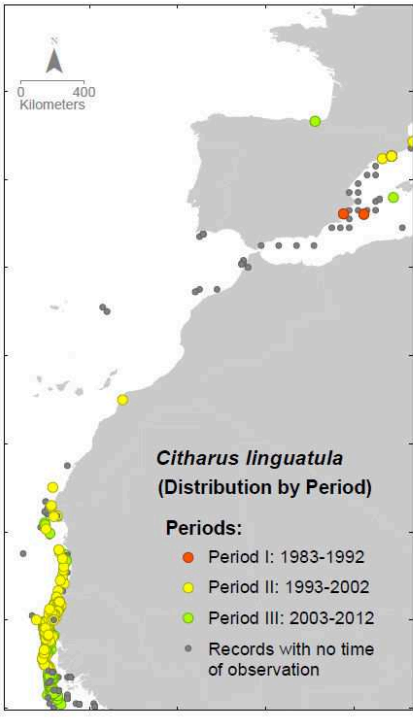 N
0 400
Kilometers
Citharus linguatula
(Distribution by Period)
Periods:
Period I: 1983-1992
Period II: 1993-2002
Period III: 2003-2012
Records with no time
of observation